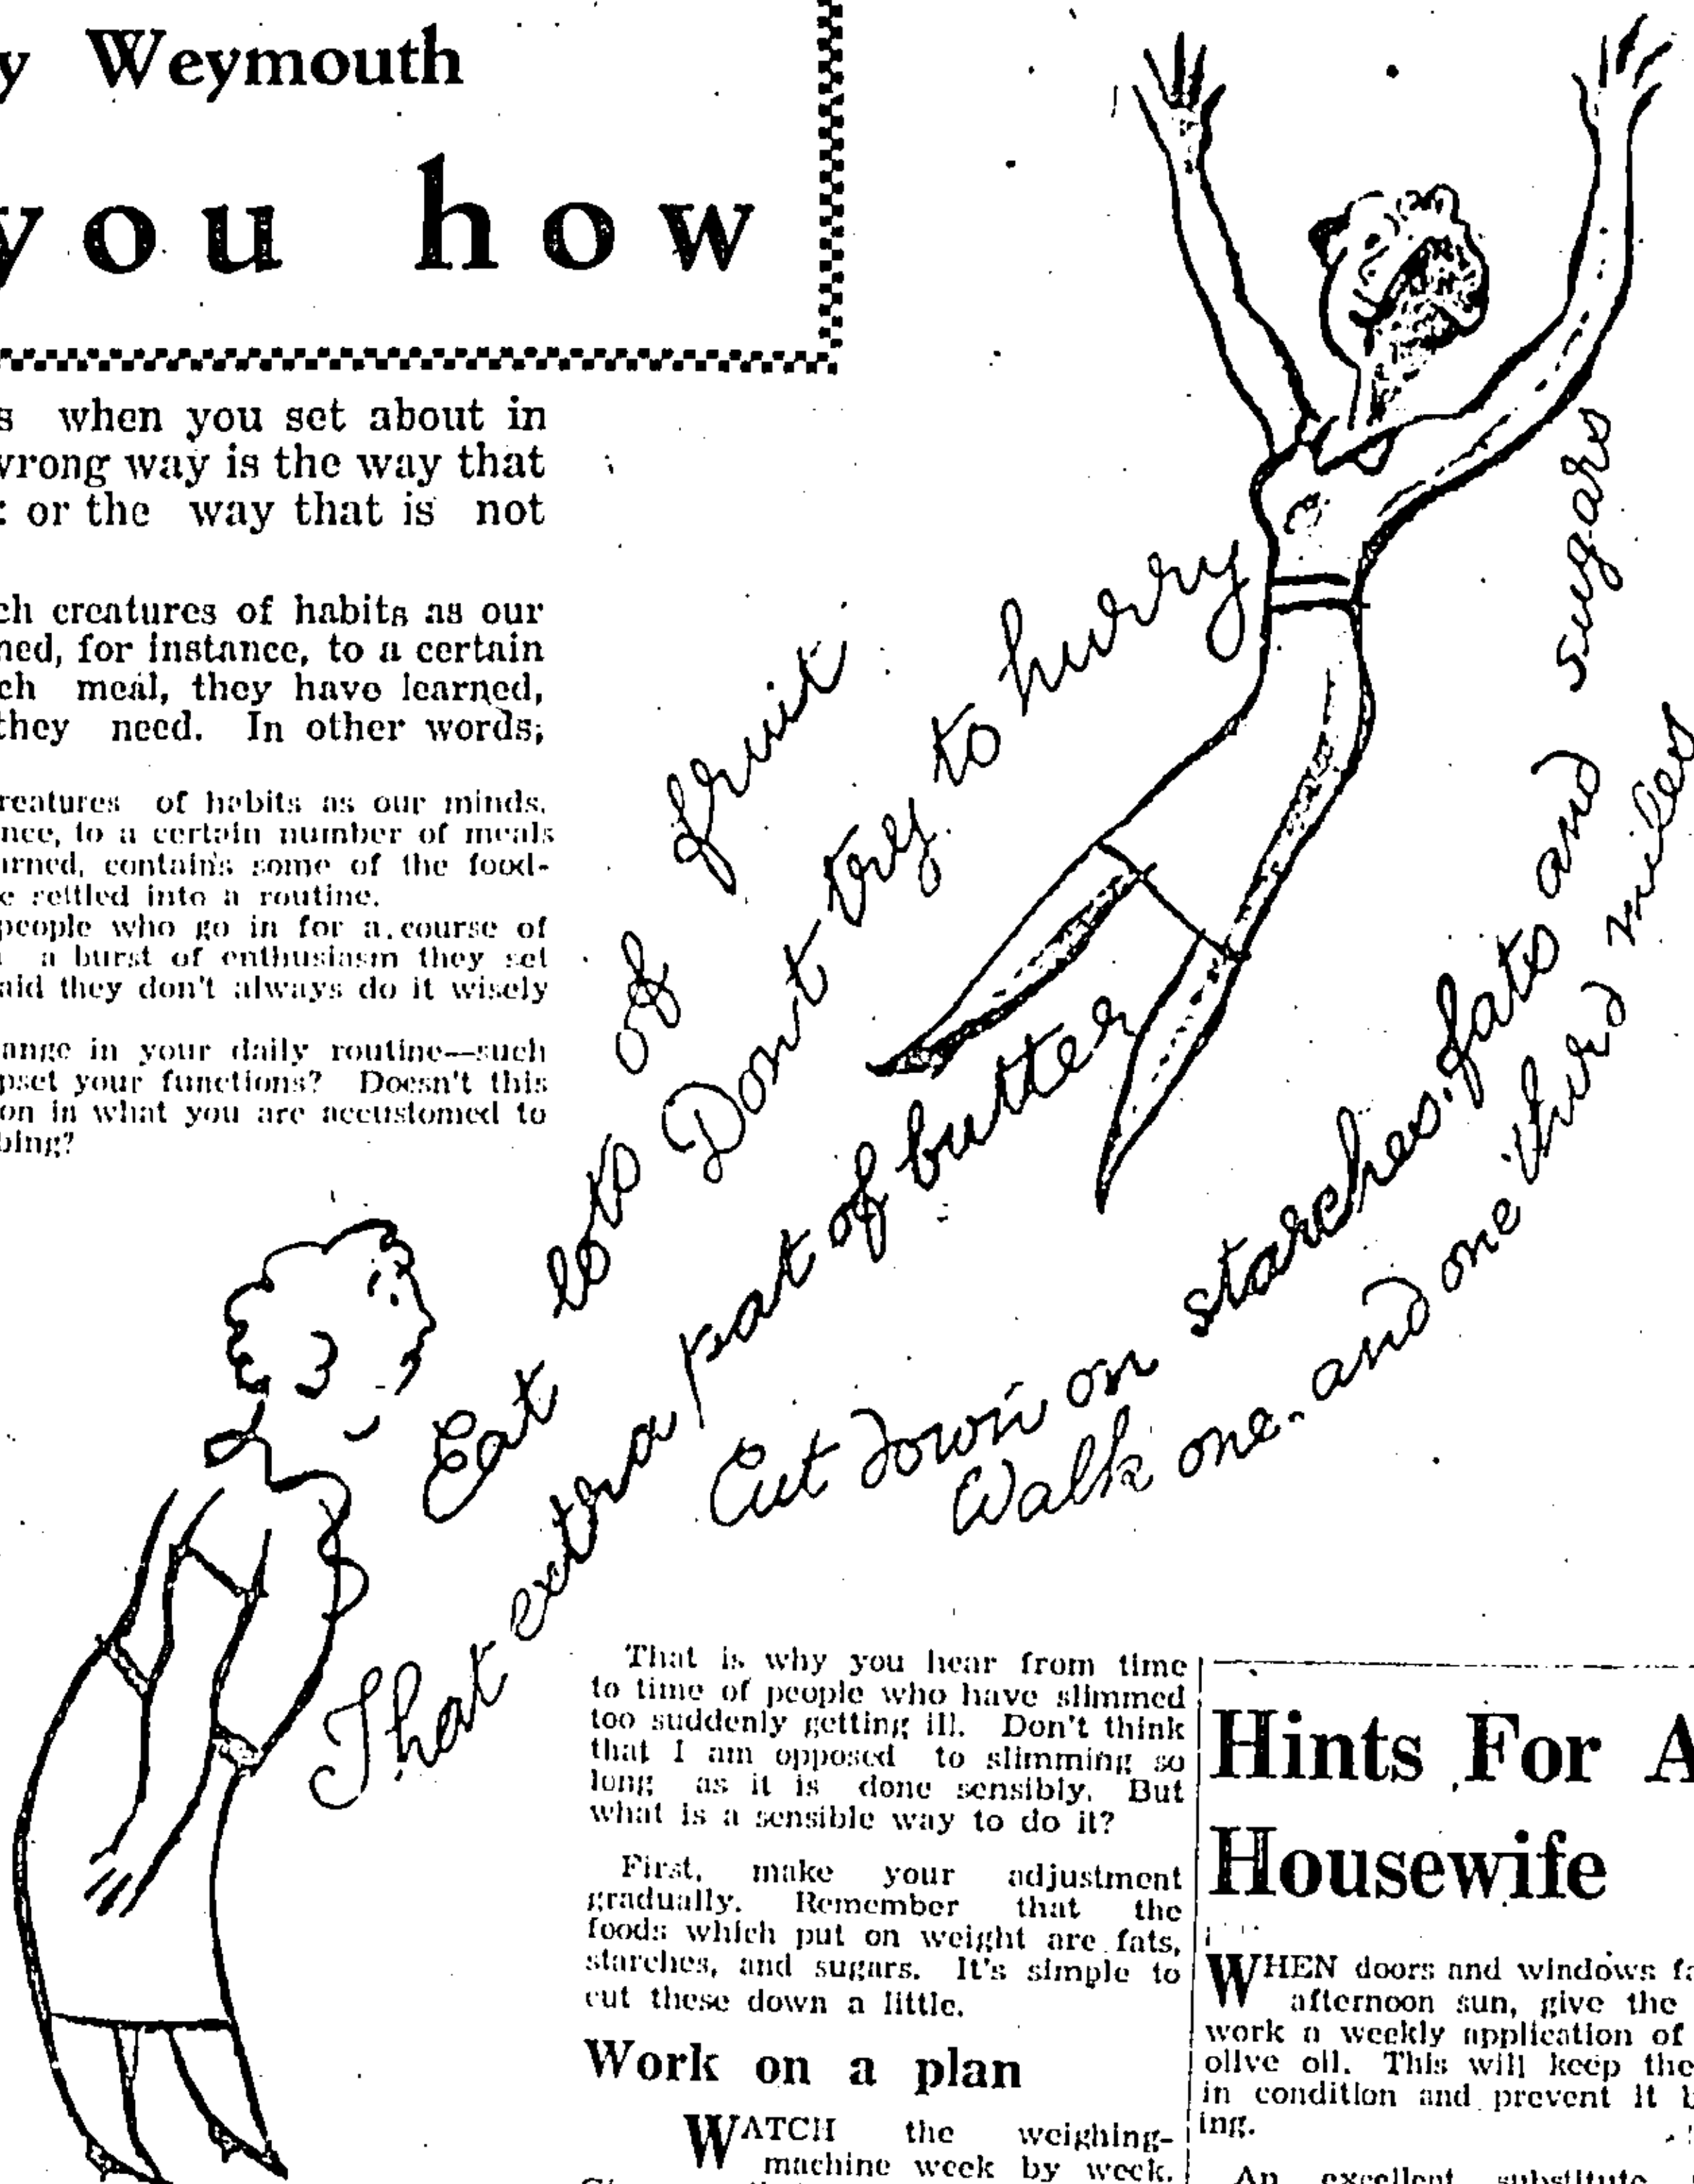 y Weymouth
you how
s when you set about in
wrong way is the way that
: or the way that is not
ch creatures of habits as our
ned, for instance, to a certain
ch meal, they have learned,
they need. In other words;
reatures of habits as our minds.
nce, to a certain number of meals
arned, contains some of the food-
e settled into a routine.
people who go in for a course of
a burst of enthusiasm they set
aid they don't always do it wisely
ange in your daily routine—such
pset your functions? Doesn't this
on in what you are accustomed to
bing?
Eat lots of fruit
Dont try to hurry
That extra pat of butter
Cut down on starches, fats and sugars
Walk one- and one third miles
That is why you hear from time
to time of people who have slimmed
too suddenly getting ill. Don't think
that I am opposed to slimming so
long as it is done sensibly. But
what is a sensible way to do it?
First, make your adjustment
gradually. Remember that the
foods which put on weight are fats,
starches, and sugars. It's simple to
cut these down a little.
Work on a plan
WATCH the weighing-
machine week by week.
Hints For A
Housewife
WHEN doors and windows fa
afternoon sun, give the
work a weekly application of
olive oil. This will keep the
in condition and prevent it b
ing.
An excellent substitute